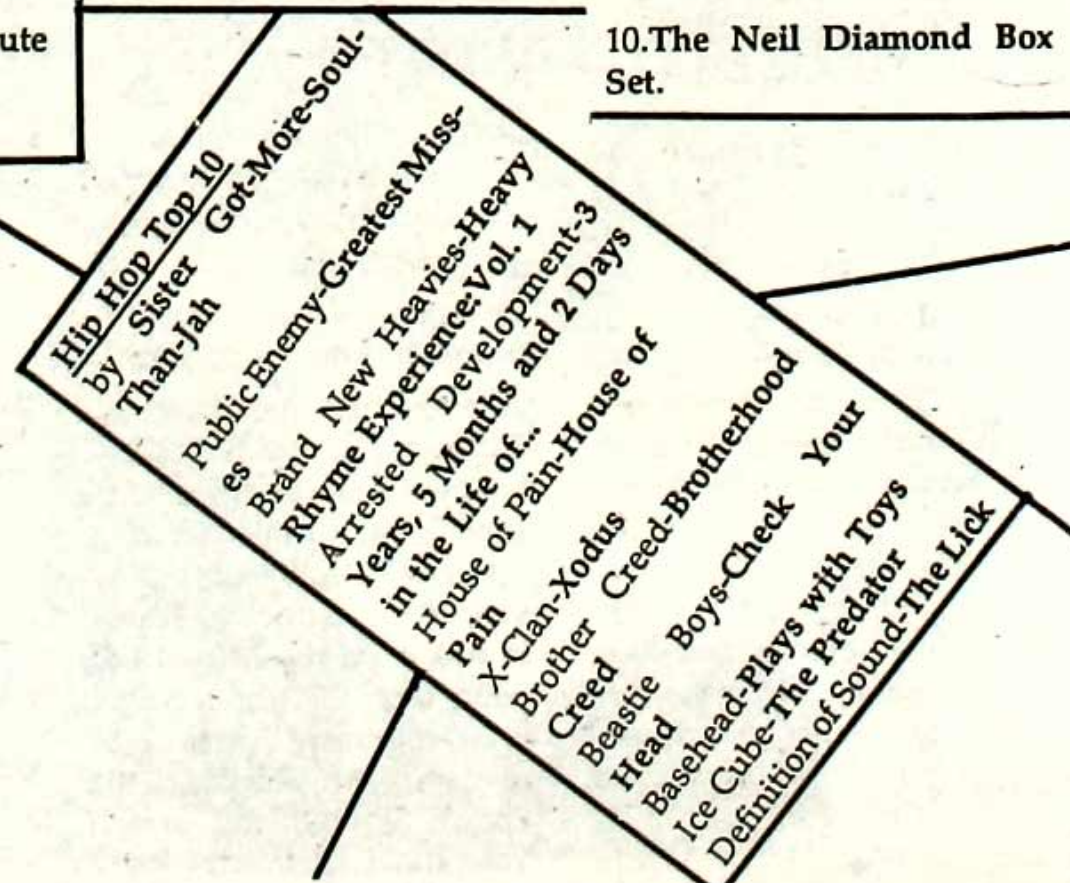 ute
10.The Neil Diamond Box
Set.
Hip Hop Top 10
by Sister Got-More-Soul-
Than-Jah
Public Enemy-Greatest Miss-
es
Brand New Heavies-Heavy
Rhyme Experience:Vol. 1
Arrested Development-3
Years, 5 Months and 2 Days
in the Life of...
House of Pain-House of
Pain
X-Clan-Xodus
Brother Creed-Brotherhood
Creed
Beastie Boys-Check Your
Head
Basehead-Plays with Toys
Ice Cube-The Predator
Definition of Sound-The Lick